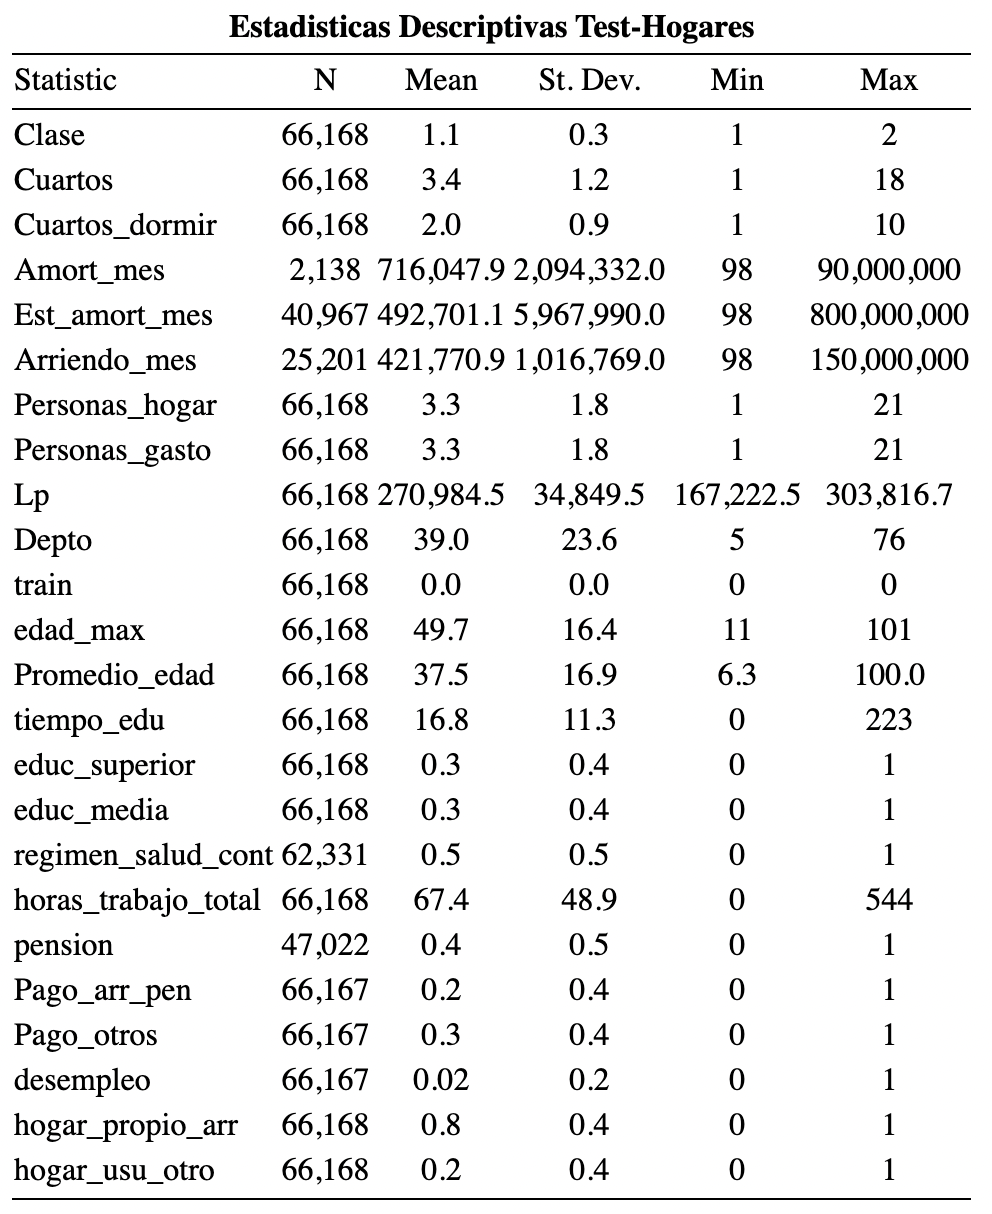 Estadisticas Descriptivas Test-Hogares
Statistic N Mean St. Dev. Min Max
Clase 66,168 1.1 0.3 1 2
Cuartos 66,168 3.4 1.2 1 18
Cuartos_dormir 66,168 2.0 0.9 1 10
Amort_mes 2,138 716,047.9 2,094,332.0 98 90,000,000
Est_amort_mes 40,967 492,701.1 5,967,990.0 98 800,000,000
Arriendo_mes 25,201 421,770.9 1,016,769.0 98 150,000,000
Personas_hogar 66,168 3.3 1.8 1 21
Personas_gasto 66,168 3.3 1.8 1 21
Lp 66,168 270,984.5 34,849.5 167,222.5 303,816.7
Depto 66,168 39.0 23.6 5 76
train 66,168 0.0 0.0 0 0
edad_max 66,168 49.7 16.4 11 101
Promedio_edad 66,168 37.5 16.9 6.3 100.0
tiempo_edu 66,168 16.8 11.3 0 223
educ_superior 66,168 0.3 0.4 0 1
educ_media 66,168 0.3 0.4 0 1
regimen_salud_cont 62,331 0.5 0.5 0 1
horas_trabajo_total 66,168 67.4 48.9 0 544
pension 47,022 0.4 0.5 0 1
Pago_arr_pen 66,167 0.2 0.4 0 1
Pago_otros 66,167 0.3 0.4 0 1
desempleo 66,167 0.02 0.2 0 1
hogar_propio_arr 66,168 0.8 0.4 0 1
hogar_usu_otro 66,168 0.2 0.4 0 1